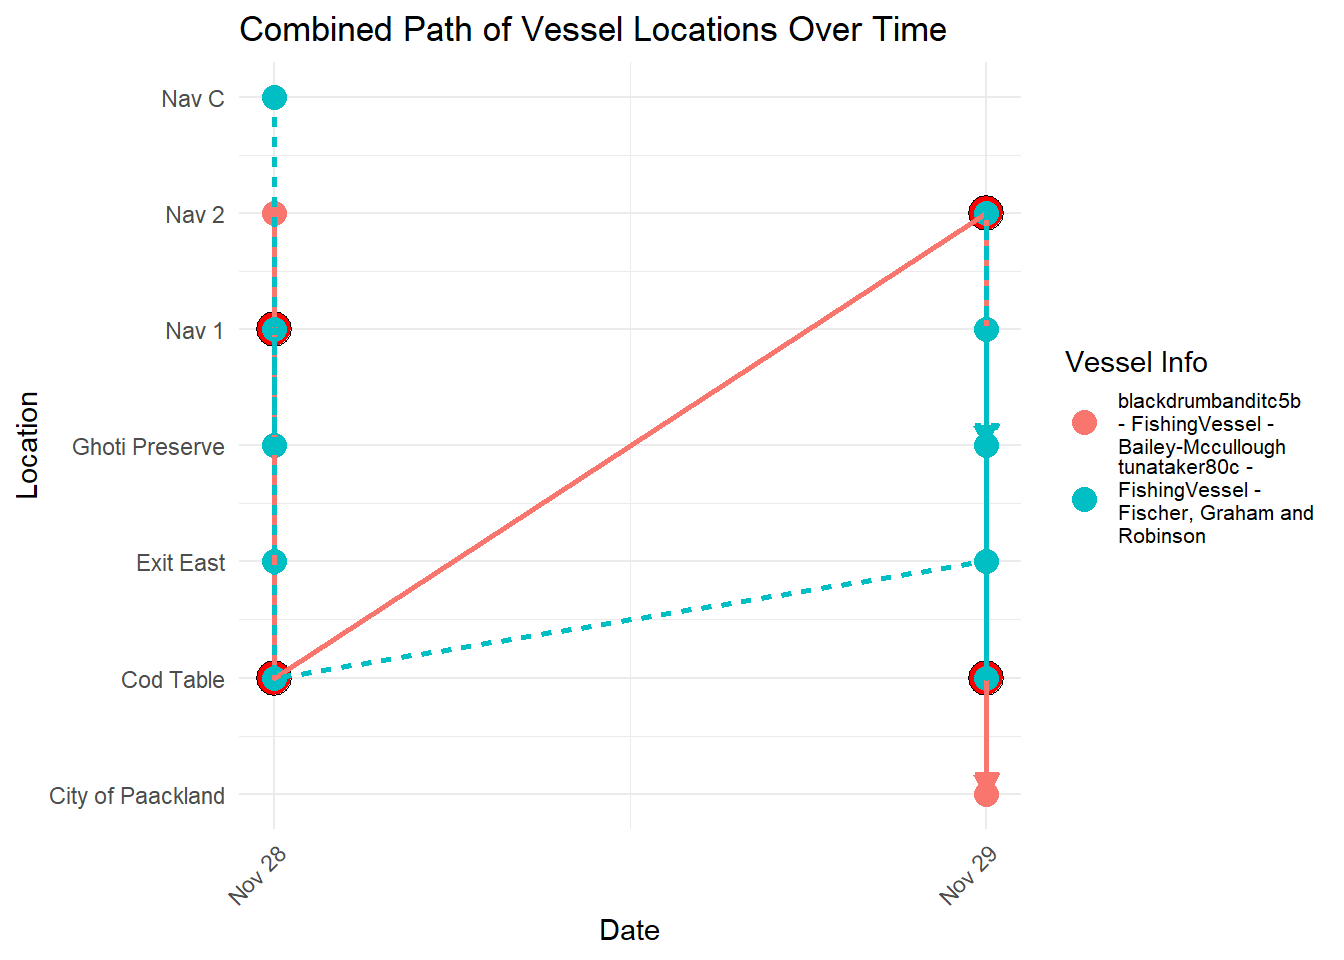 Combined Path of Vessel Locations Over Time
Nav C
Nav 2
Nav 1
Ghoti Preserve
Exit East
Cod Table
City of Paackland
Location
Nov 28
Nov 29
Date
Vessel Info
blackdrumbanditc5b
- FishingVessel -
Bailey-Mccullough
tunataker80c -
FishingVessel -
Fischer, Graham and
Robinson